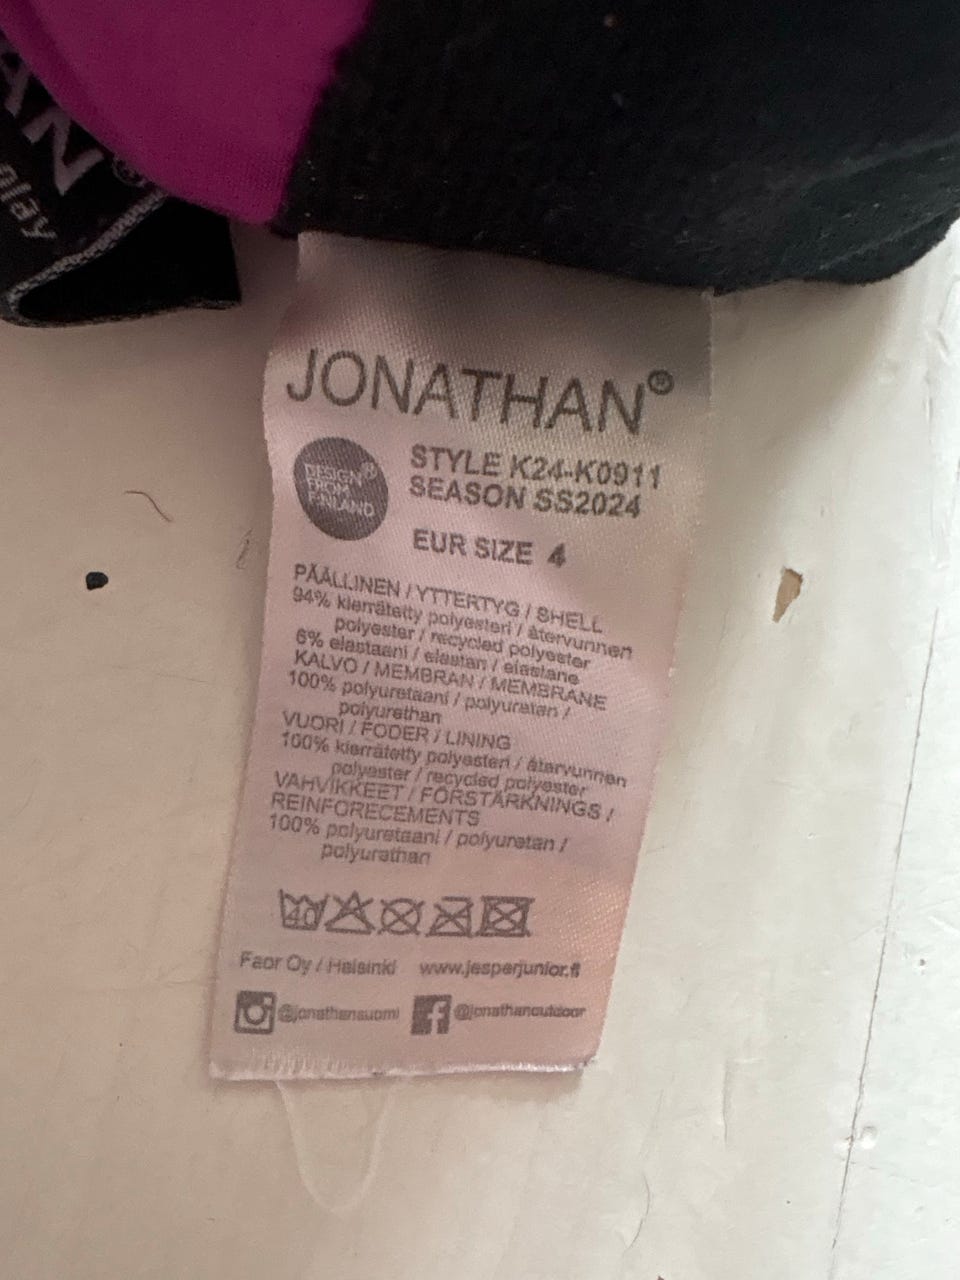 AN®
play
JONATHAN®
DESIGN®
FROM
FINLAND
STYLE K24-K0911
SEASON SS2024
EUR SIZE 4
PÄÄLLINEN / YTTERTYG / SHELL
94% kierrätetty polyesteri / återvunnen
polyester / recycled polyester
6% elastaani / elastan / elastane
KALVO / MEMBRAN / MEMBRANE
100% polyuretaani / polyuretan /
polyurethan
VUORI / FODER / LINING
100% kierrätetty polyesteri / återvunnen
polyester / recycled polyester
VAHVIKKEET / FÖRSTÄRKNINGS /
REINFORECEMENTS
100% polyuretaani / polyuretan /
polyurethan
40
Faor Oy / Helsinki www.jesperjunior.fi
@jonathansuomi @jonathanoutdoor